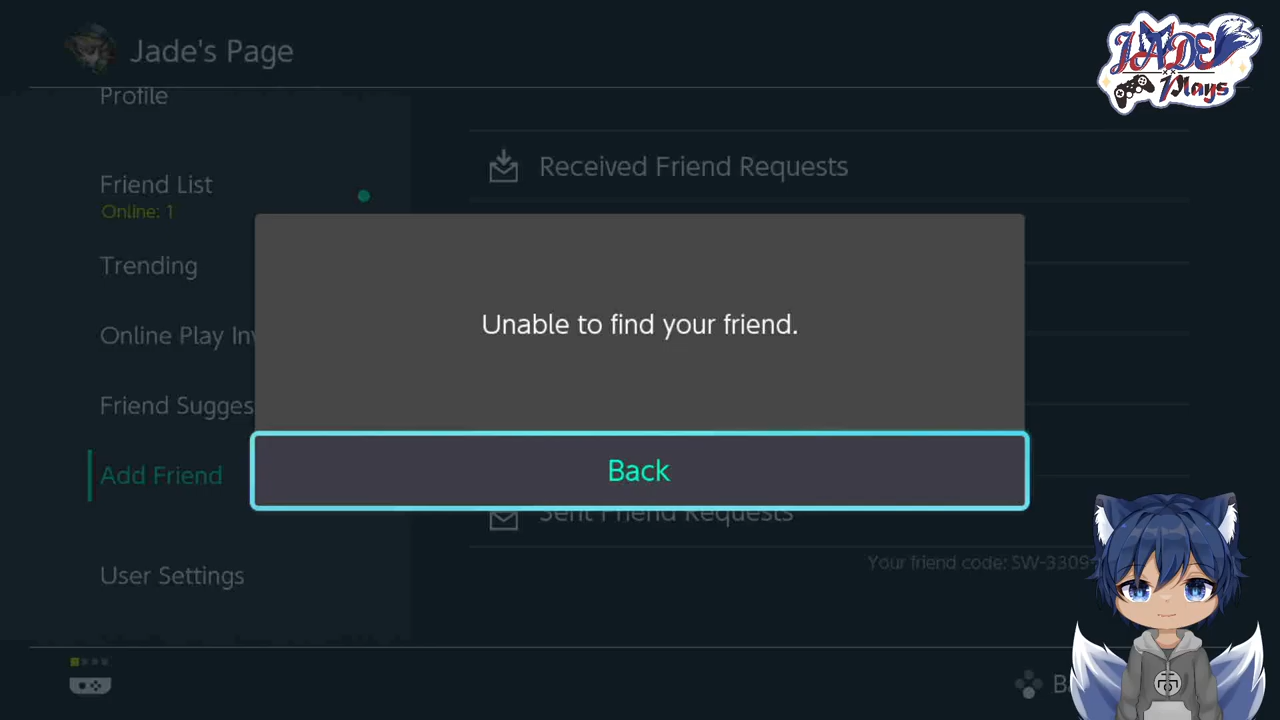 Jade's Page
JADE
Plays
Profile
Received Friend Requests
Friend List
Online: 1
Trending
Unable to find your friend.
Online Play Inv
Friend Sugges
Back
Add Friend
Sent Friend Requests
Your friend code: SW-3309-
User Settings